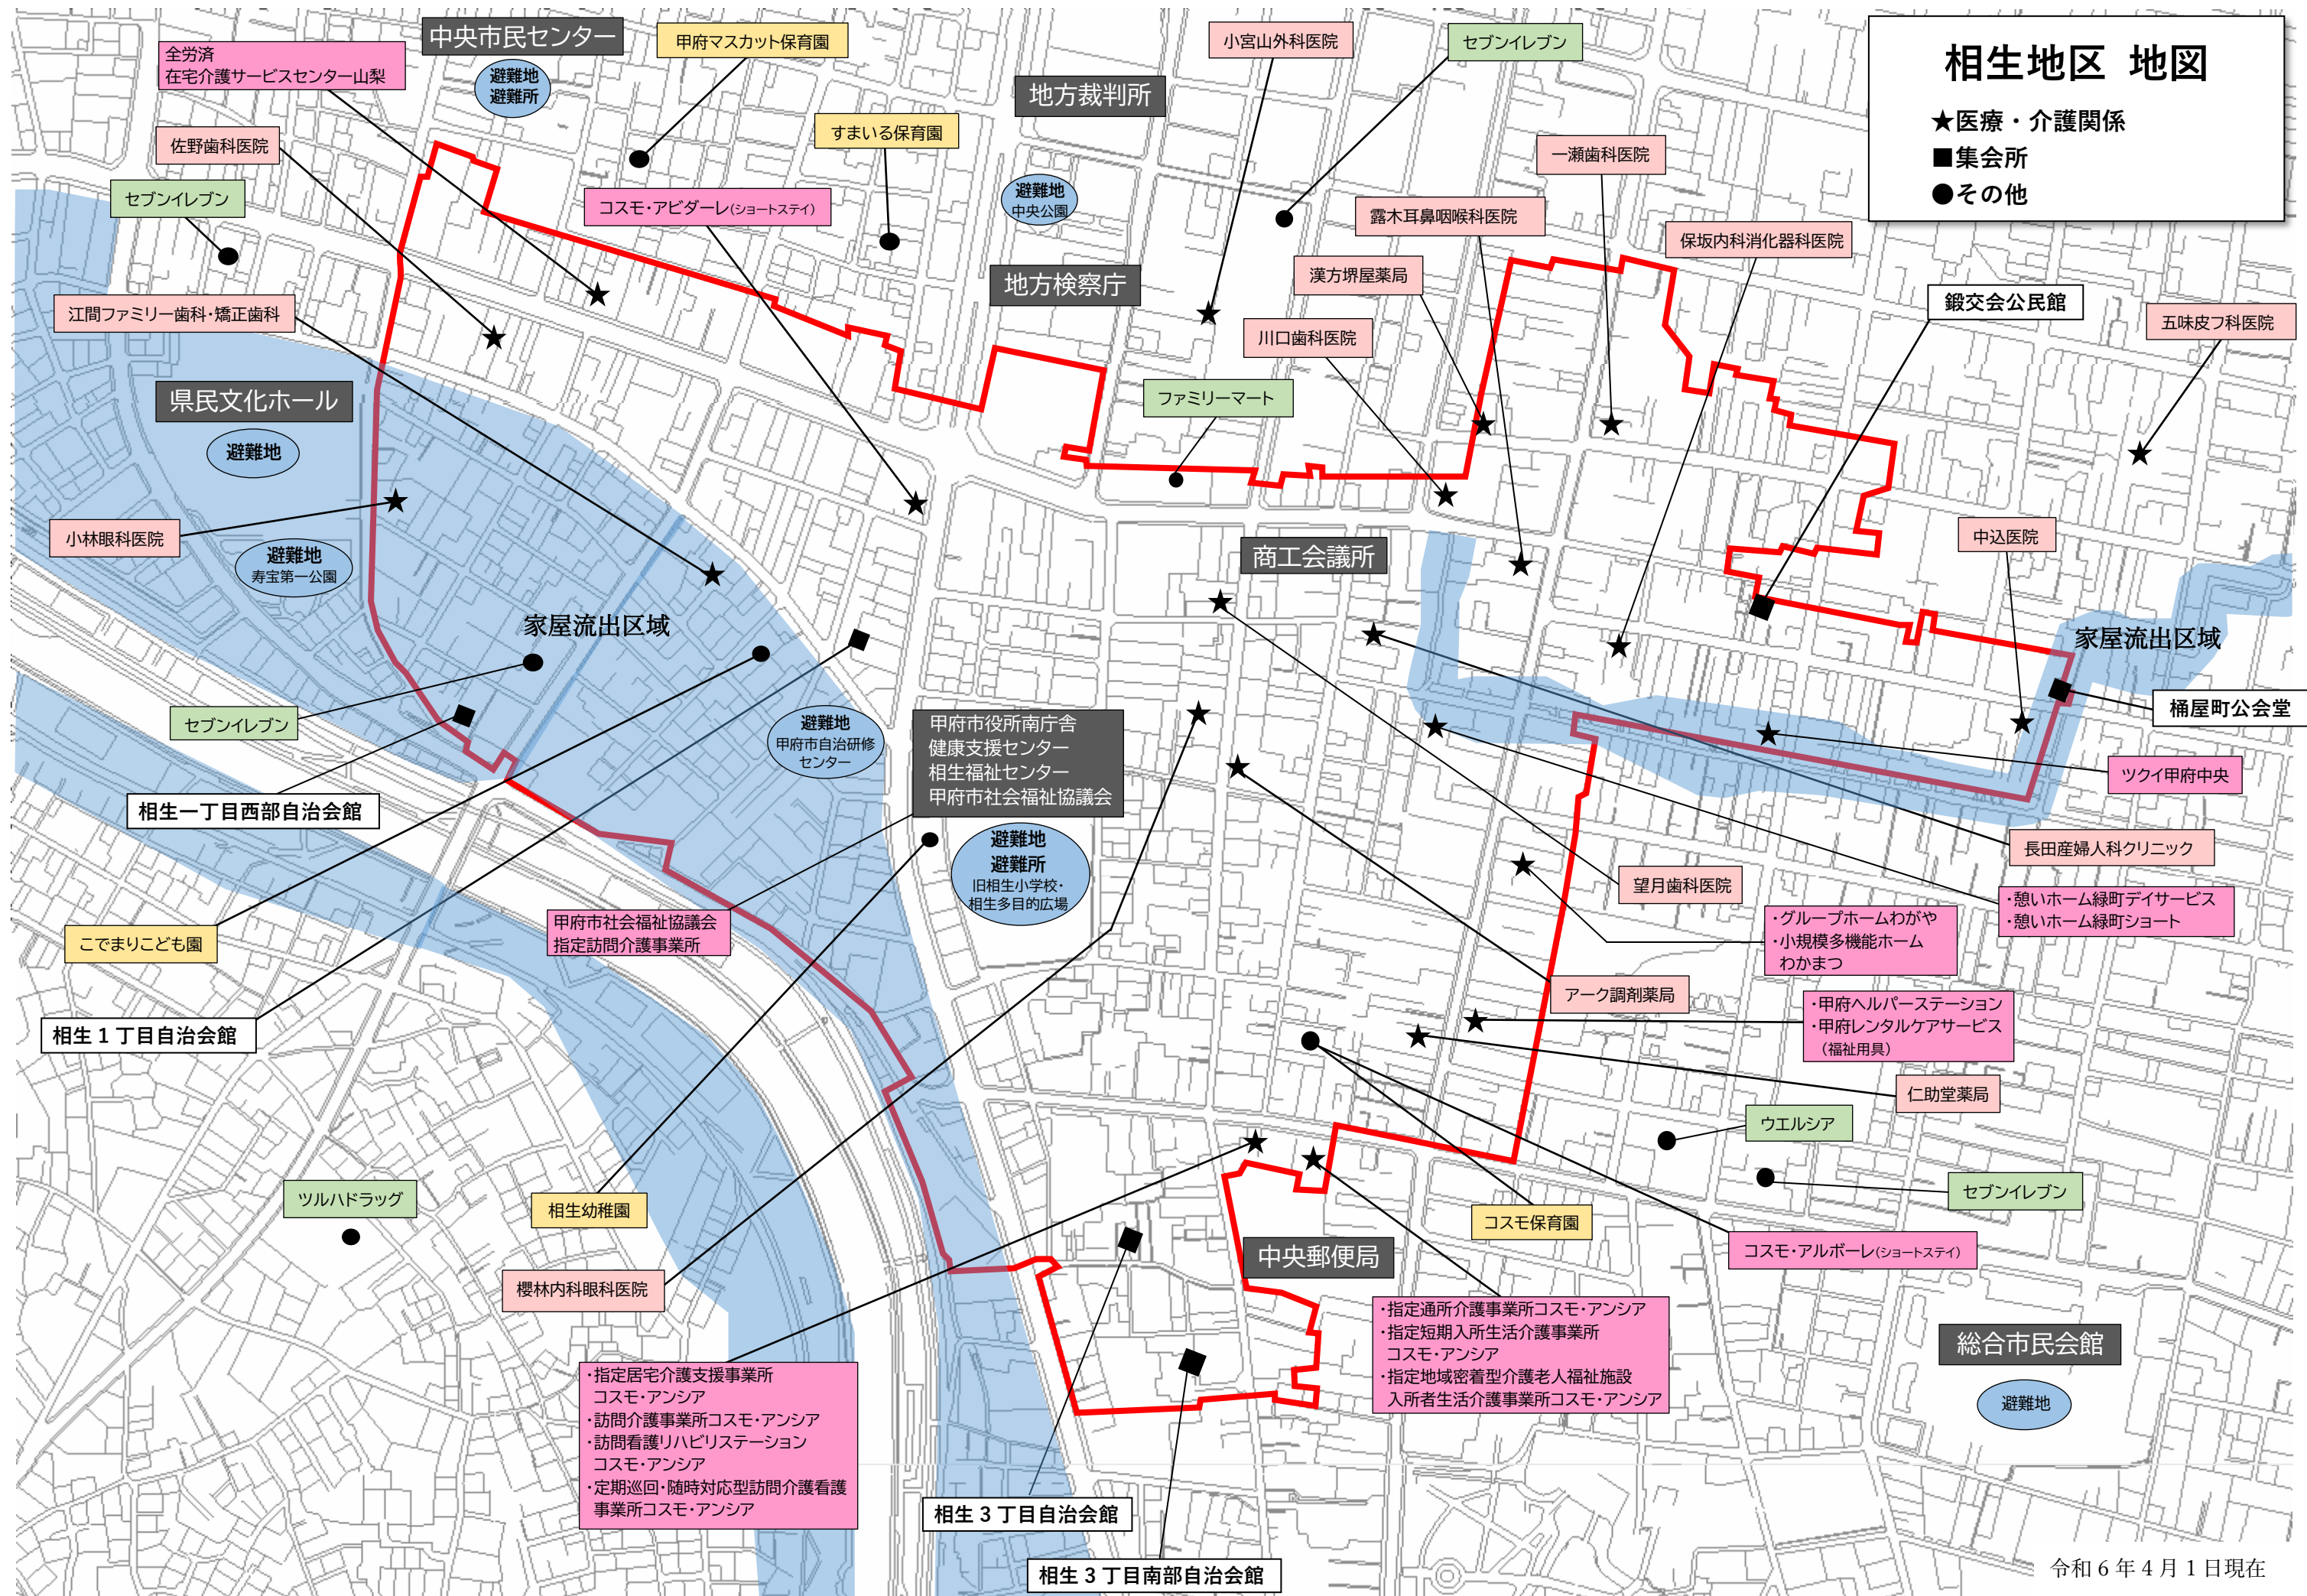 相生地区 地図
★医療・介護関係
■集会所
●その他
中央市民センター
避難地
避難所
甲府マスカット保育園
小宮山外科医院
セブンイレブン
全労済
在宅介護サービスセンター山梨
地方裁判所
すまいる保育園
佐野歯科医院
一瀬歯科医院
セブンイレブン
コスモ・アビダーレ(ショートステイ)
避難地
中央公園
露木耳鼻咽喉科医院
保坂内科消化器科医院
地方検察庁
漢方堺屋薬局
鍛交会公民館
江間ファミリー歯科・矯正歯科
川口歯科医院
五味皮フ科医院
県民文化ホール
避難地
ファミリーマート
小林眼科医院
避難地
寿宝第一公園
商工会議所
中込医院
家屋流出区域
家屋流出区域
セブンイレブン
避難地
甲府市自治研修
センター
甲府市役所南庁舎
健康支援センター
相生福祉センター
甲府市社会福祉協議会
桶屋町公会堂
ツクイ甲府中央
相生一丁目西部自治会館
避難地
避難所
旧相生小学校・
相生多目的広場
長田産婦人科クリニック
望月歯科医院
・憩いホーム緑町デイサービス
・憩いホーム緑町ショート
こでまりこども園
甲府市社会福祉協議会
指定訪問介護事業所
・グループホームわがや
・小規模多機能ホーム
わかまつ
アーク調剤薬局
相生1丁目自治会館
・甲府ヘルパーステーション
・甲府レンタルケアサービス
(福祉用具)
仁助堂薬局
ウエルシア
ツルハドラッグ
相生幼稚園
コスモ保育園
セブンイレブン
中央郵便局
コスモ・アルボーレ(ショートステイ)
櫻林内科眼科医院
・指定通所介護事業所コスモ・アンシア
・指定短期入所生活介護事業所
コスモ・アンシア
・指定地域密着型介護老人福祉施設
入所者生活介護事業所コスモ・アンシア
総合市民会館
避難地
・指定居宅介護支援事業所
コスモ・アンシア
・訪問介護事業所コスモ・アンシア
・訪問看護リハビリステーション
コスモ・アンシア
・定期巡回・随時対応型訪問介護看護
事業所コスモ・アンシア
相生3丁目自治会館
相生3丁目南部自治会館
令和6年4月1日現在